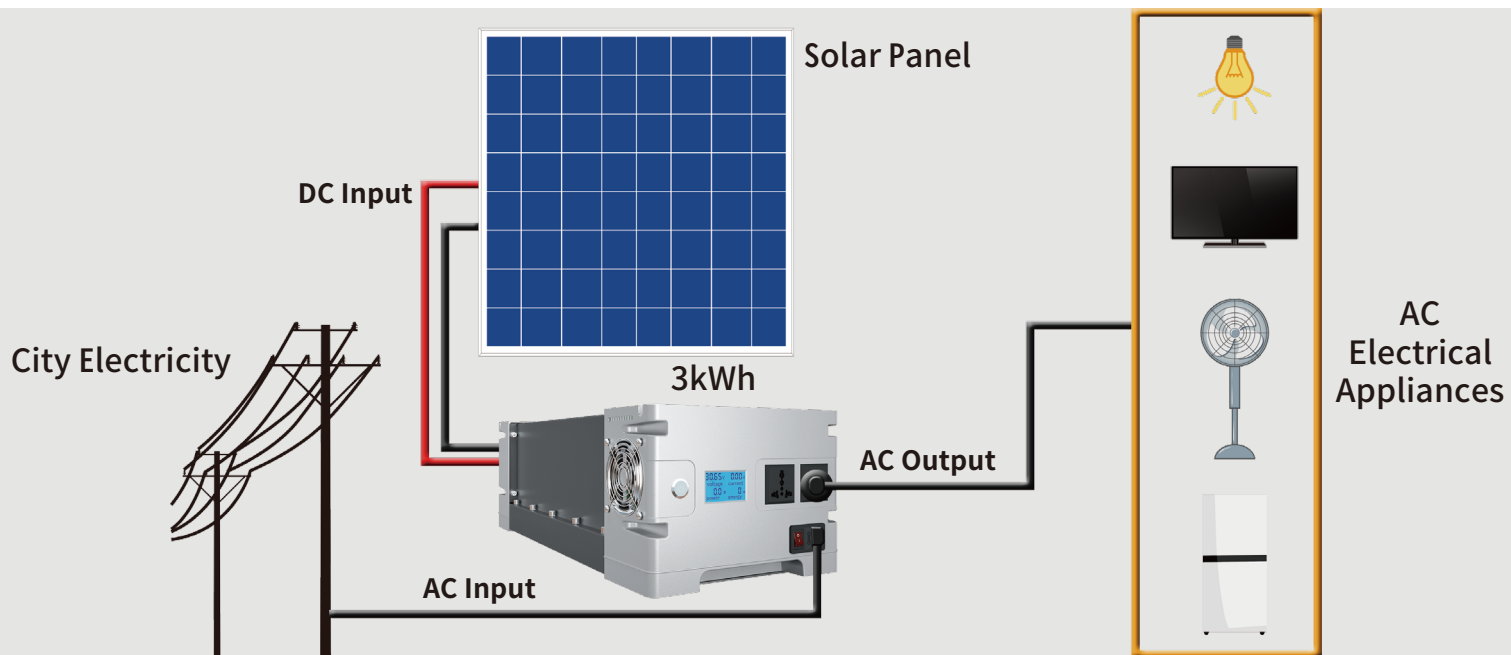 Solar Panel
DC Input
City Electricity
3kWh
AC Output
AC Input
AC
Electrical
Appliances